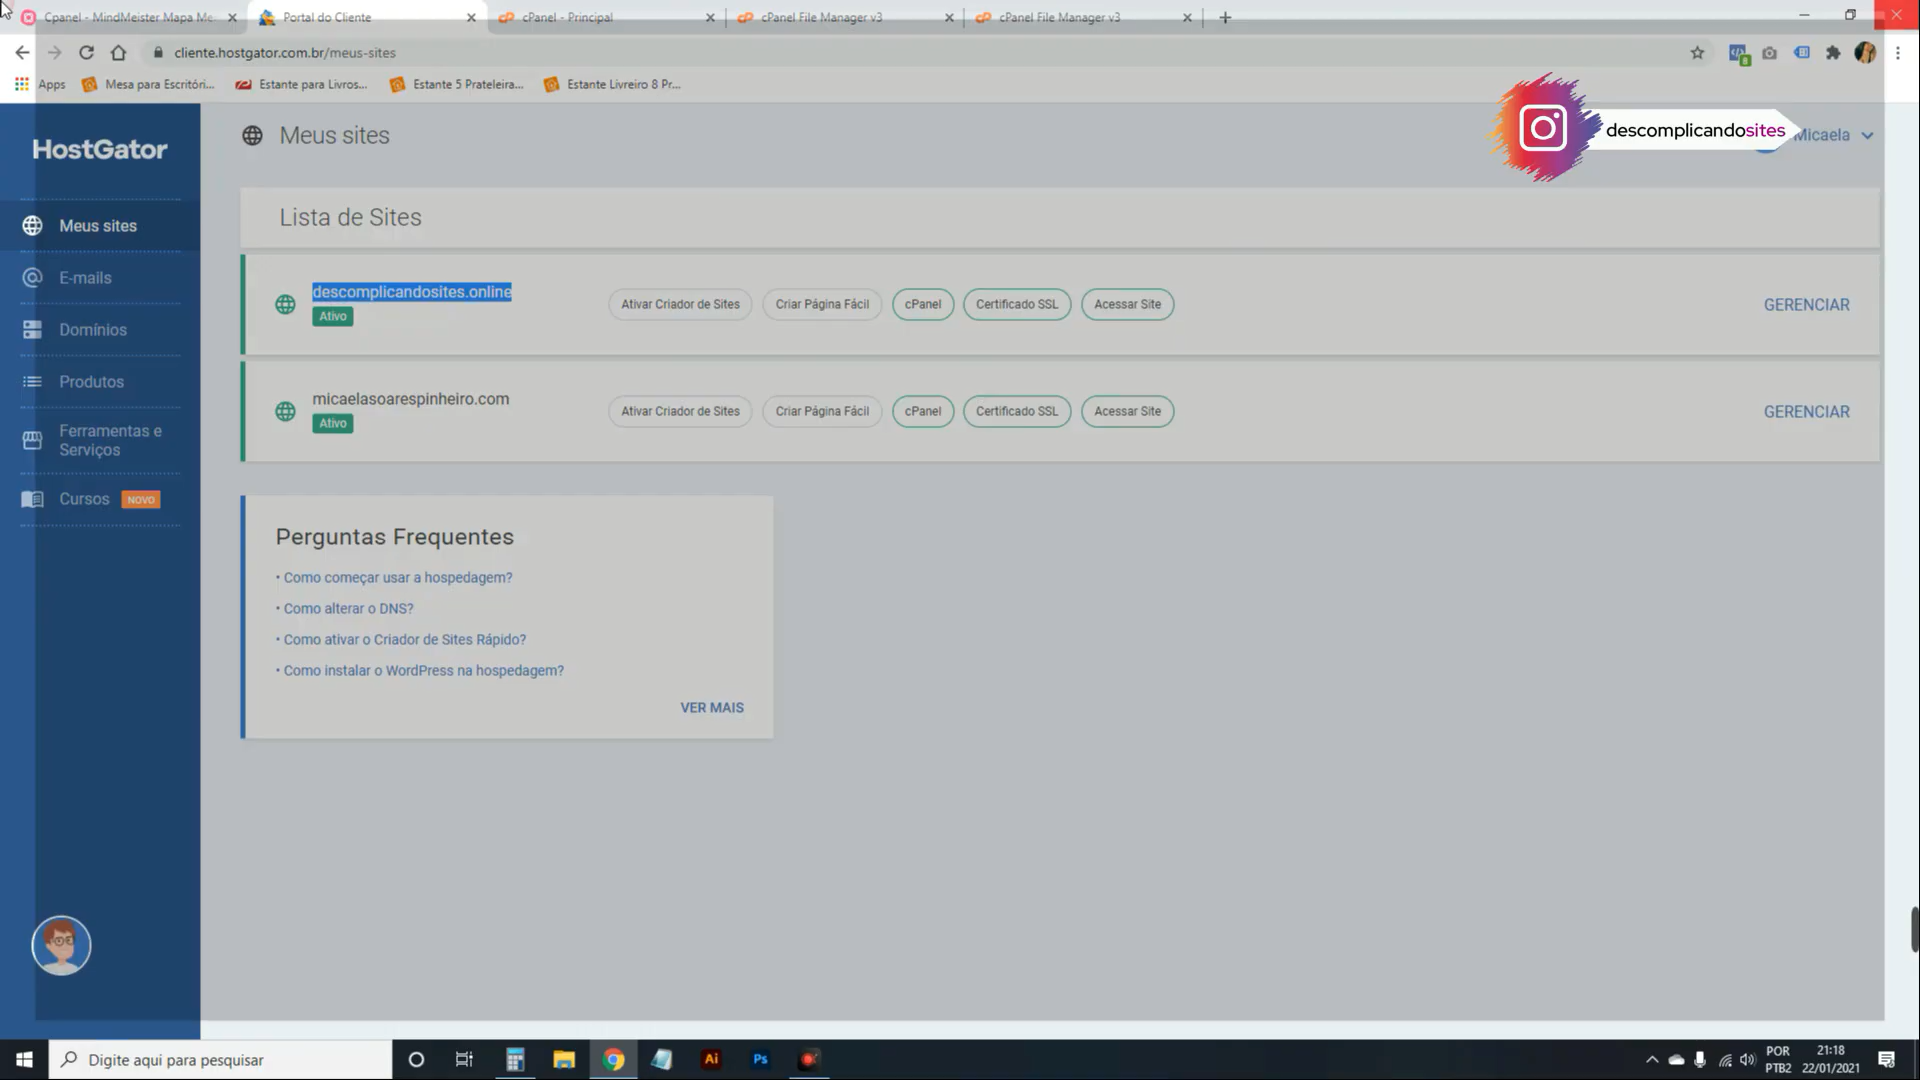 Cpanel - MindMeister Mapa Me
Portal do Cliente
cPanel - Principal
cPanel File Manager v3
cPanel File Manager v3
cliente.hostgator.com.br/meus-sites
8
Apps
Mesa para Escritóri...
Estante para Livros...
Estante 5 Prateleira...
Estante Livreiro 8 Pr...
HostGator
Meus sites
descomplicandosites
Micaela
Meus sites
E-mails
Domínios
Produtos
Ferramentas e
Serviços
Cursos NOVO
Lista de Sites
descomplicandosites.online
Ativo
Ativar Criador de Sites
Criar Página Fácil
cPanel
Certificado SSL
Acessar Site
GERENCIAR
micaelasoarespinheiro.com
Ativo
Ativar Criador de Sites
Criar Página Fácil
cPanel
Certificado SSL
Acessar Site
GERENCIAR
Perguntas Frequentes
• Como começar usar a hospedagem?
• Como alterar o DNS?
• Como ativar o Criador de Sites Rápido?
• Como instalar o WordPress na hospedagem?
VER MAIS
Digite aqui para pesquisar
Ai
Ps
POR
PTB2
21:18
22/01/2021